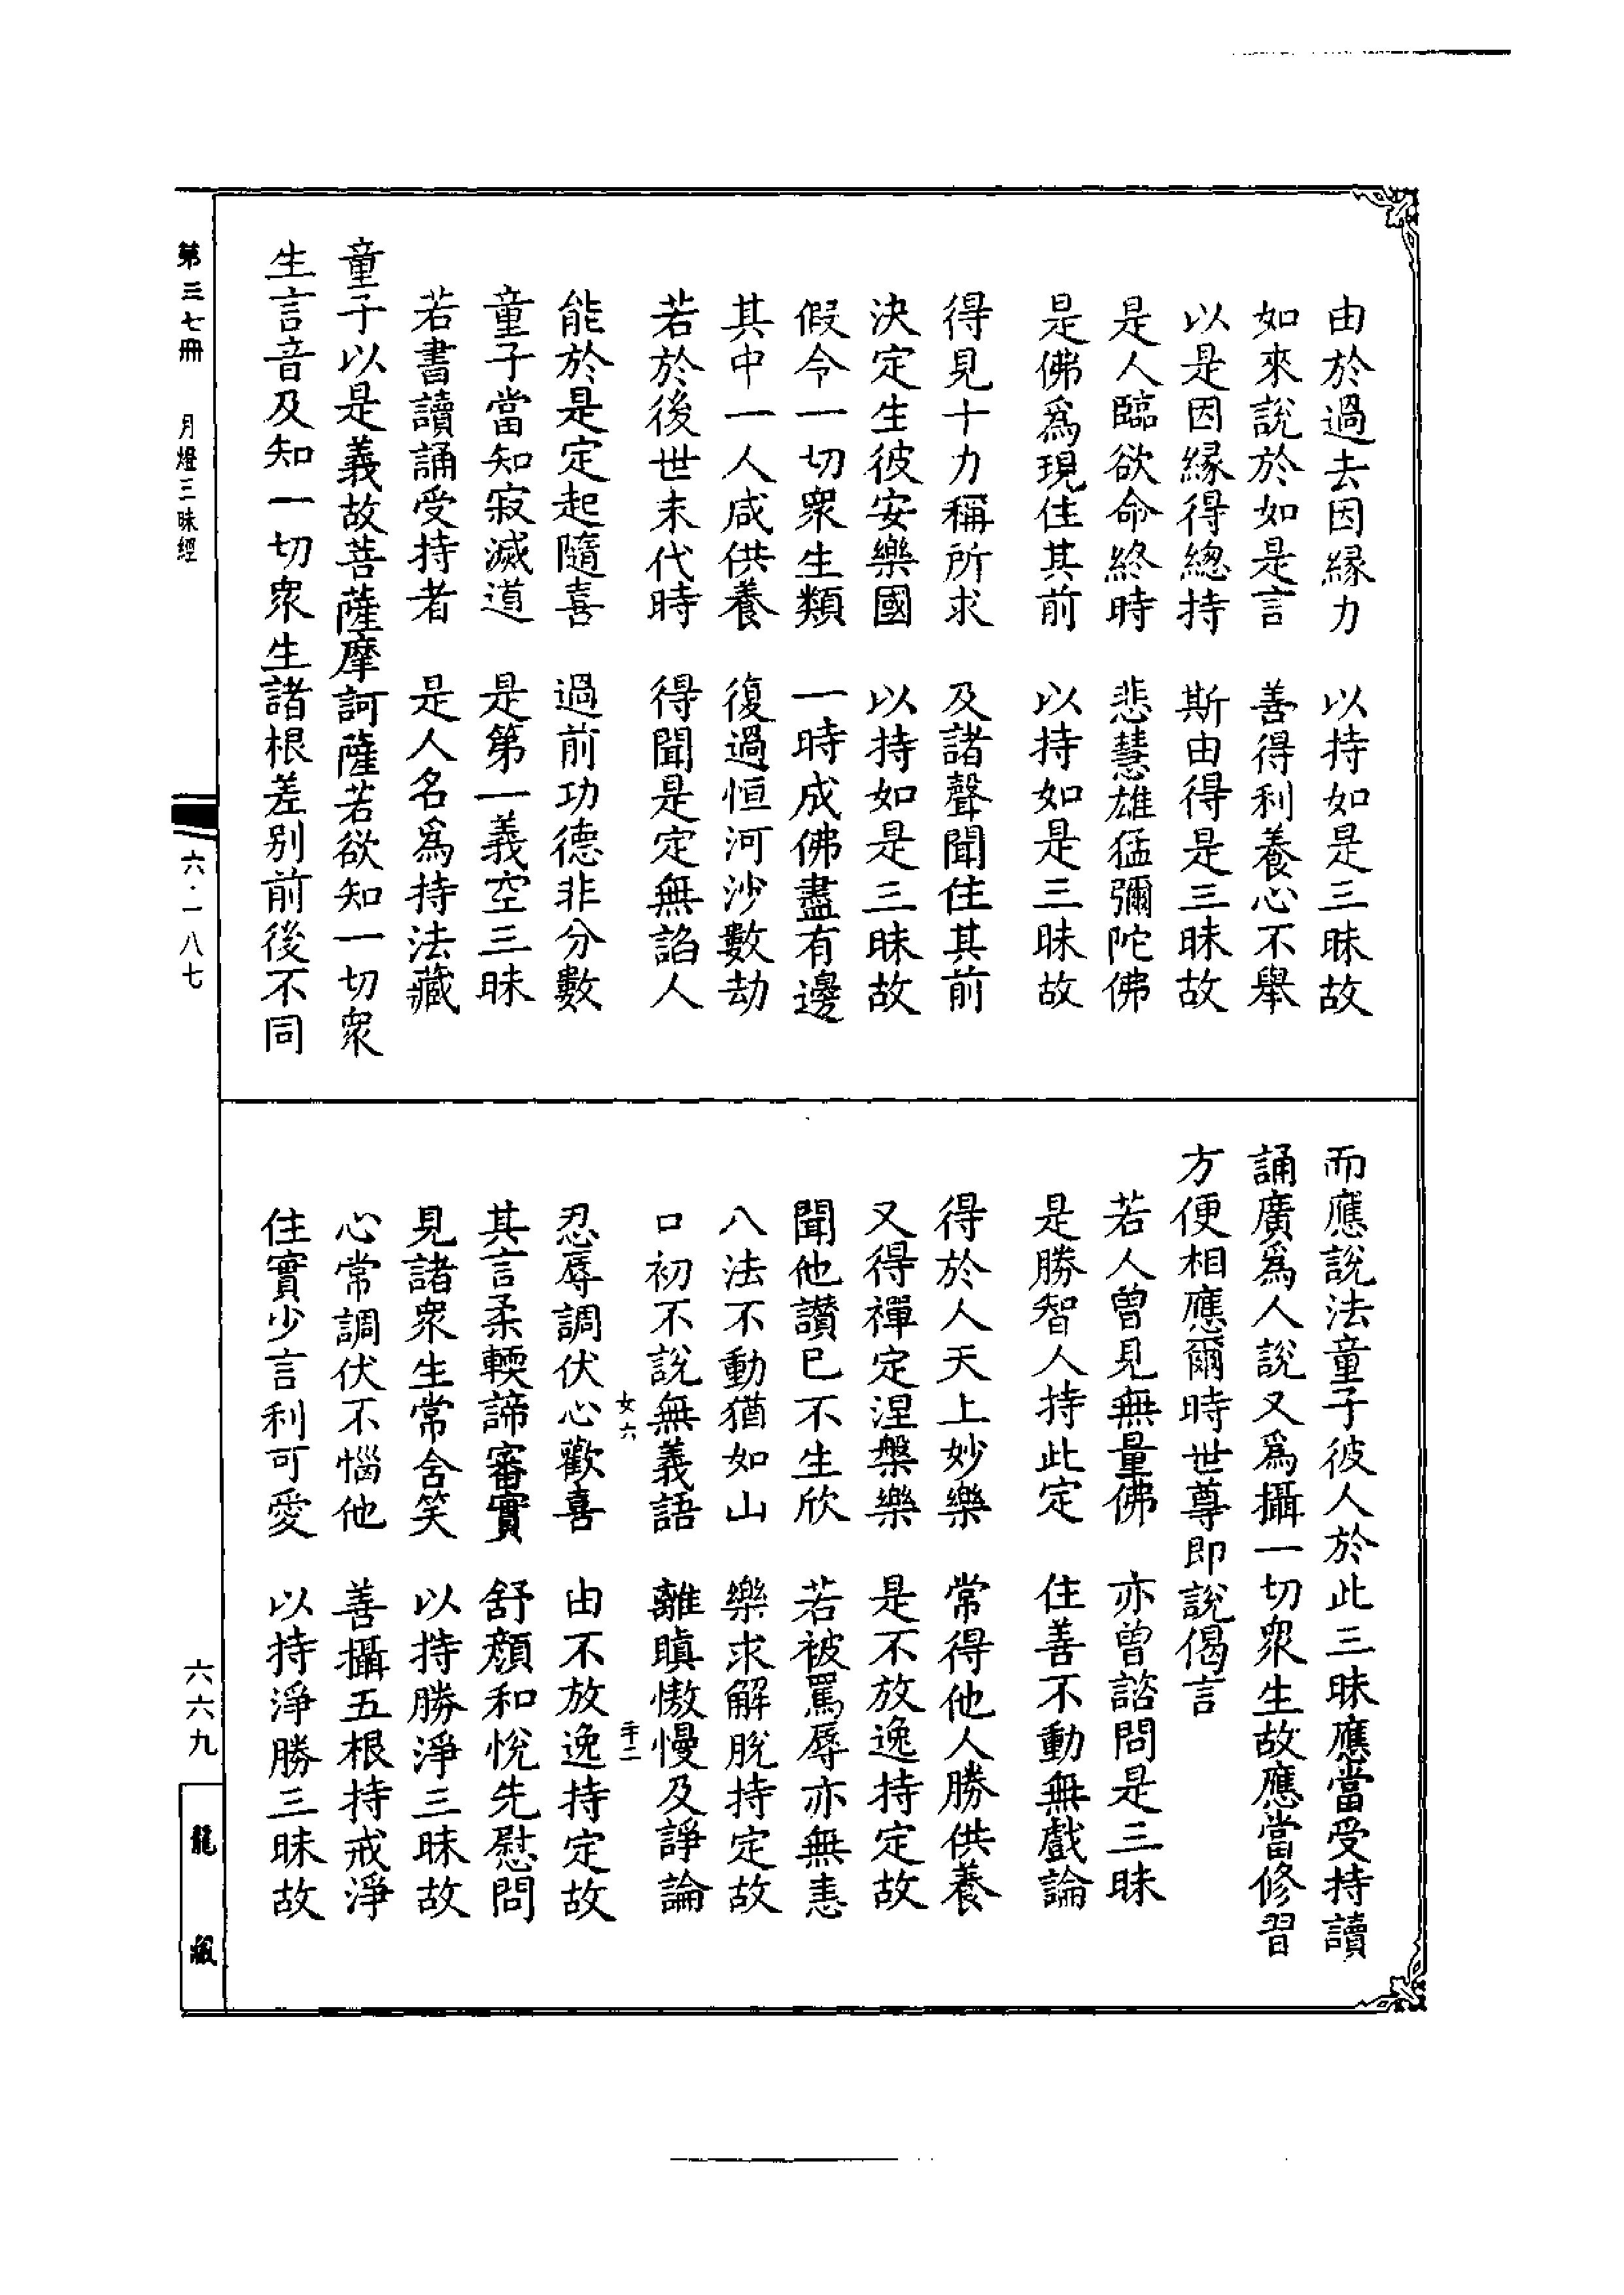 由於過去因緣力　以持如是三昧故
如來說於如是言　善得利養心不舉
以是因緣得總持　斯由得是三昧故
是人臨欲命終時　悲慧雄猛彌陀佛
是佛爲現住其前　以持如是三昧故
得見十力稱所求　及諸聲聞住其前
決定生彼安樂國　以持如是三昧故
假令一切衆生類　一時成佛盡有邊
其中一人咸供養　復過恒河沙數劫
若於後世末代時　得聞是定無諂人
能於是定起隨喜　過前功德非分數
童子當知寂滅道　是第一義空三昧
若書讀誦受持者　是人名爲持法藏
童子以是義故菩薩摩訶薩若欲知一切衆
生言音及知一切衆生諸根差别前後不同
而應說法童子彼人於此三昧應當受持讀
誦廣爲人說又爲攝一切衆生故應當修習
方便相應爾時世尊即說偈言
若人曾見無量佛　亦曾諮問是三昧
是勝智人持此定　住善不動無戲論
得於人天上妙樂　常得他人勝供養
又得禪定涅槃樂　是不放逸持定故
聞他讚已不生欣　若被罵辱亦無恚
八法不動猶如山　樂求解脫持定故
口初不說無義語　離瞋慠慢及諍論
女六
手二
忍辱調伏心歡喜　由不放逸持定故
其言柔輭諦審實　舒顏和悅先慰問
見諸衆生常含笑　以持勝淨三昧故
心常調伏不惱他　善攝五根持戒淨
住實少言利可愛　以持淨勝三昧故
第三七冊　月燈三昧經
六·一八七
六六九
龍藏